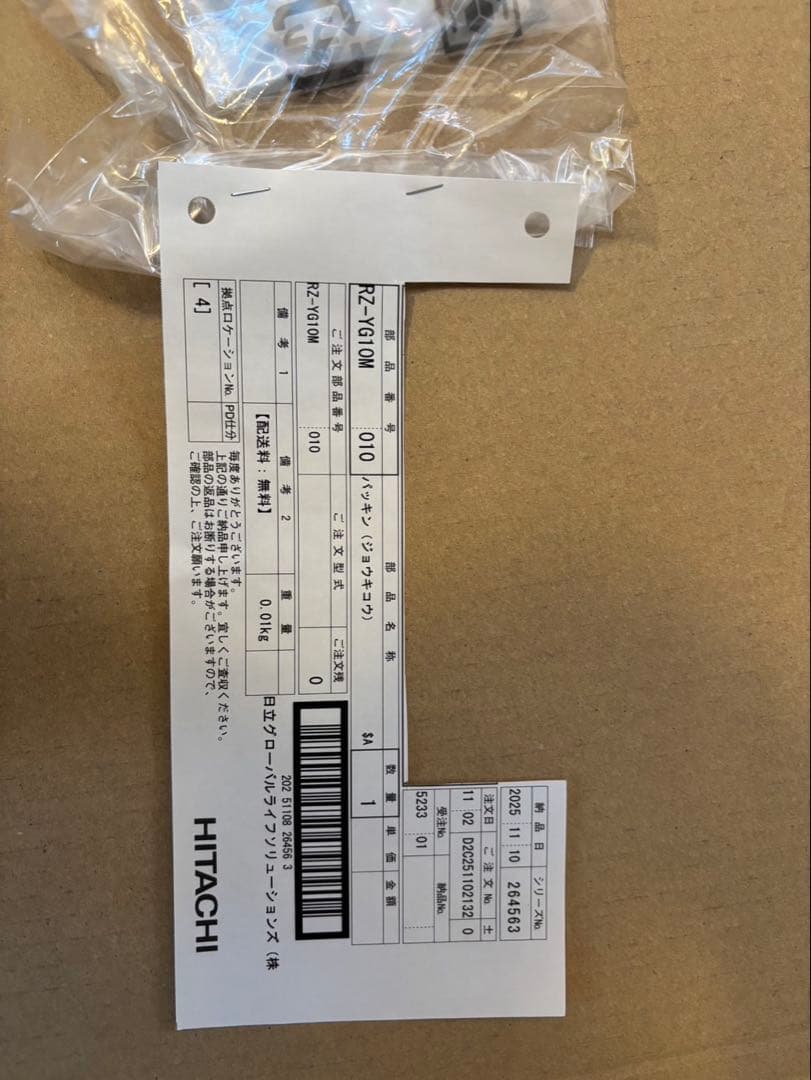 納品日 シリーズNo.
2025 11 10 264563
注文日 ご注文No. 土
11 02 D2C251102132 0
受注No. 納品No.
5233 01
部品番号 部品名称 数量 単価 金額
RZ-YG10M 010 パッキン(ジョウキコウ) $A 1
ご注文部品番号 ご注文型式 ご注文残
RZ-YG10M 010 0
備考1 備考2 重量
【配送料:無料】 0.01kg
202 51108 26456 3
日立グローバルライフソリューションズ(株
拠点ロケーションNo. PD仕分
[ 4]
毎度ありがとうございます。
上記の通りご納品申し上げます。宜しくご査収ください。
部品の返品はお断りする場合がございますので、
ご確認の上、ご注文願います。
HITACHI